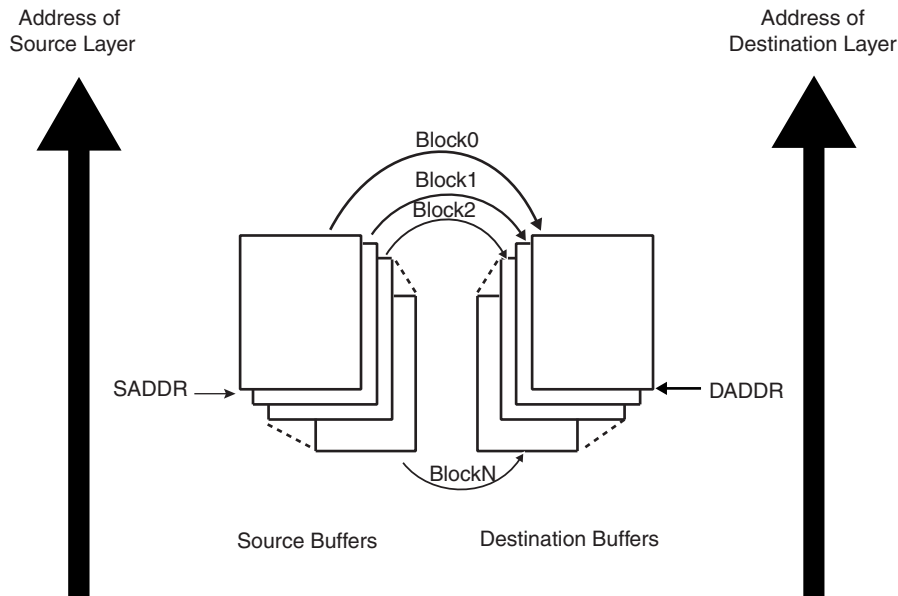 Address of
Source Layer
Address of
Destination Layer
Block0
Block1
Block2
SADDR
DADDR
BlockN
Source Buffers
Destination Buffers